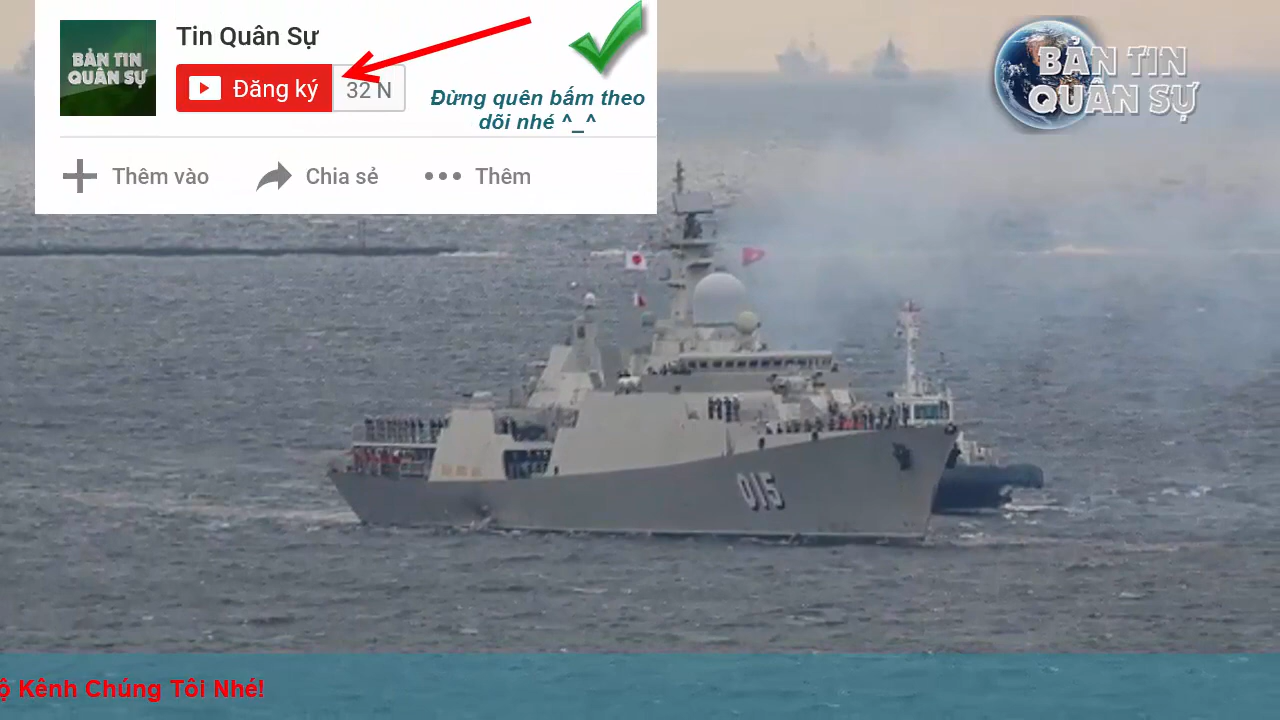 BẢN TIN
QUÂN SỰ
Tin Quân Sự
Đăng ký
32 N
Đừng quên bấm theo
dõi nhé ^_^
Thêm vào
Chia sẻ
Thêm
BẢN TIN
QUÂN SỰ
015
Kênh Chúng Tôi Nhé!